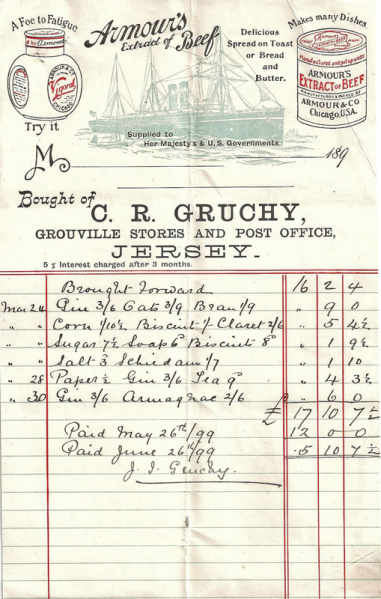 A Foe to Fatigue
Armour's
Extract of Beef
Delicious
Spread on Toast
or Bread
and
Butter.
Makes many Dishes.
Vigoral
Try it
ARMOUR'S
EXTRACT OF BEEF
ARMOUR & CO
Chicago, U.S.A.
Supplied to
Her Majesty's & U.S. Governments.
M
189
Bought of
C. R. GRUCHY,
GROUVILLE STORES AND POST OFFICE,
JERSEY.
5 % Interest charged after 3 months.
Brought Forward 16 2 4
Mar 24 Gin 3/6 Oats 3/9 Bran 1/9 " 9 0
" " Corn 1/10½ Biscuit 1/- Claret 2/6 " 5 4½
" " Sugar 7½ Soap 6d Biscuits 8d " 1 9½
" " Salt 3d Schiedam 1/7 " 1 10
" 28 Paper ½ Gin 3/6 Tea 9d " 4 3½
" 30 Gin 3/6 Armagnac 2/6 " 6 0
£ 17 10 7½
Paid May 26th/99 12 0 0
Paid June 26th/99 5 10 7½
Gruchy.